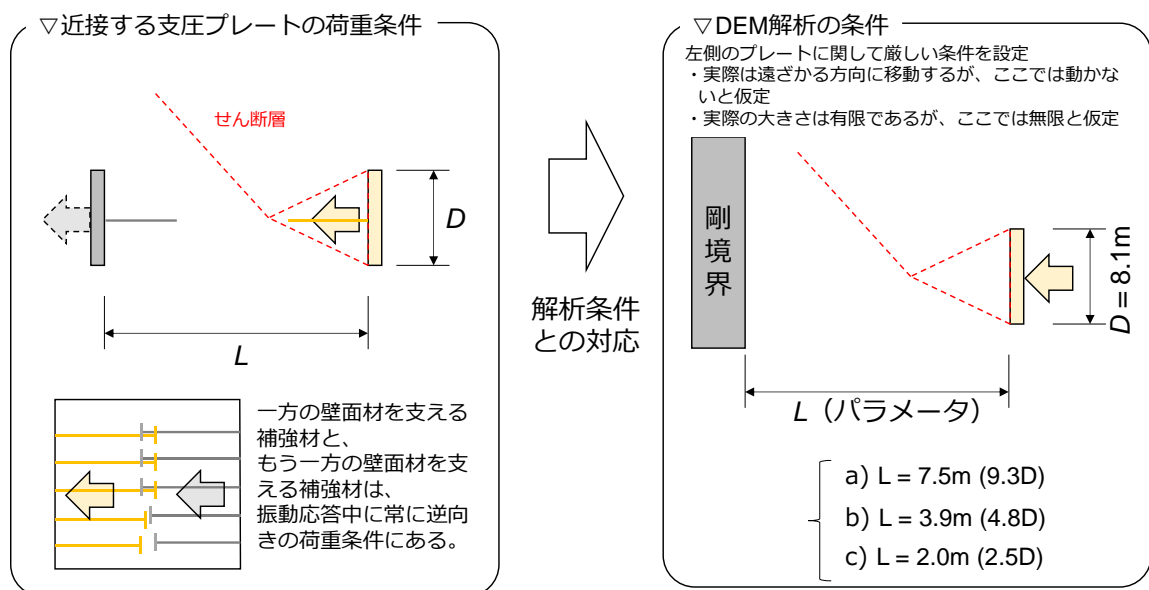 ▽近接する支圧プレートの荷重条件
せん断層
D
L
一方の壁面材を支える
補強材と、
もう一方の壁面材を支
える補強材は、
振動応答中に常に逆向
きの荷重条件にある。
解析条件
との対応
▽DEM解析の条件
左側のプレートに関して厳しい条件を設定
・実際は遠ざかる方向に移動するが、ここでは動かな
いと仮定
・実際の大きさは有限であるが、ここでは無限と仮定
剛境界
D = 8.1m
L（パラメータ）
a) L = 7.5m (9.3D)
b) L = 3.9m (4.8D)
c) L = 2.0m (2.5D)